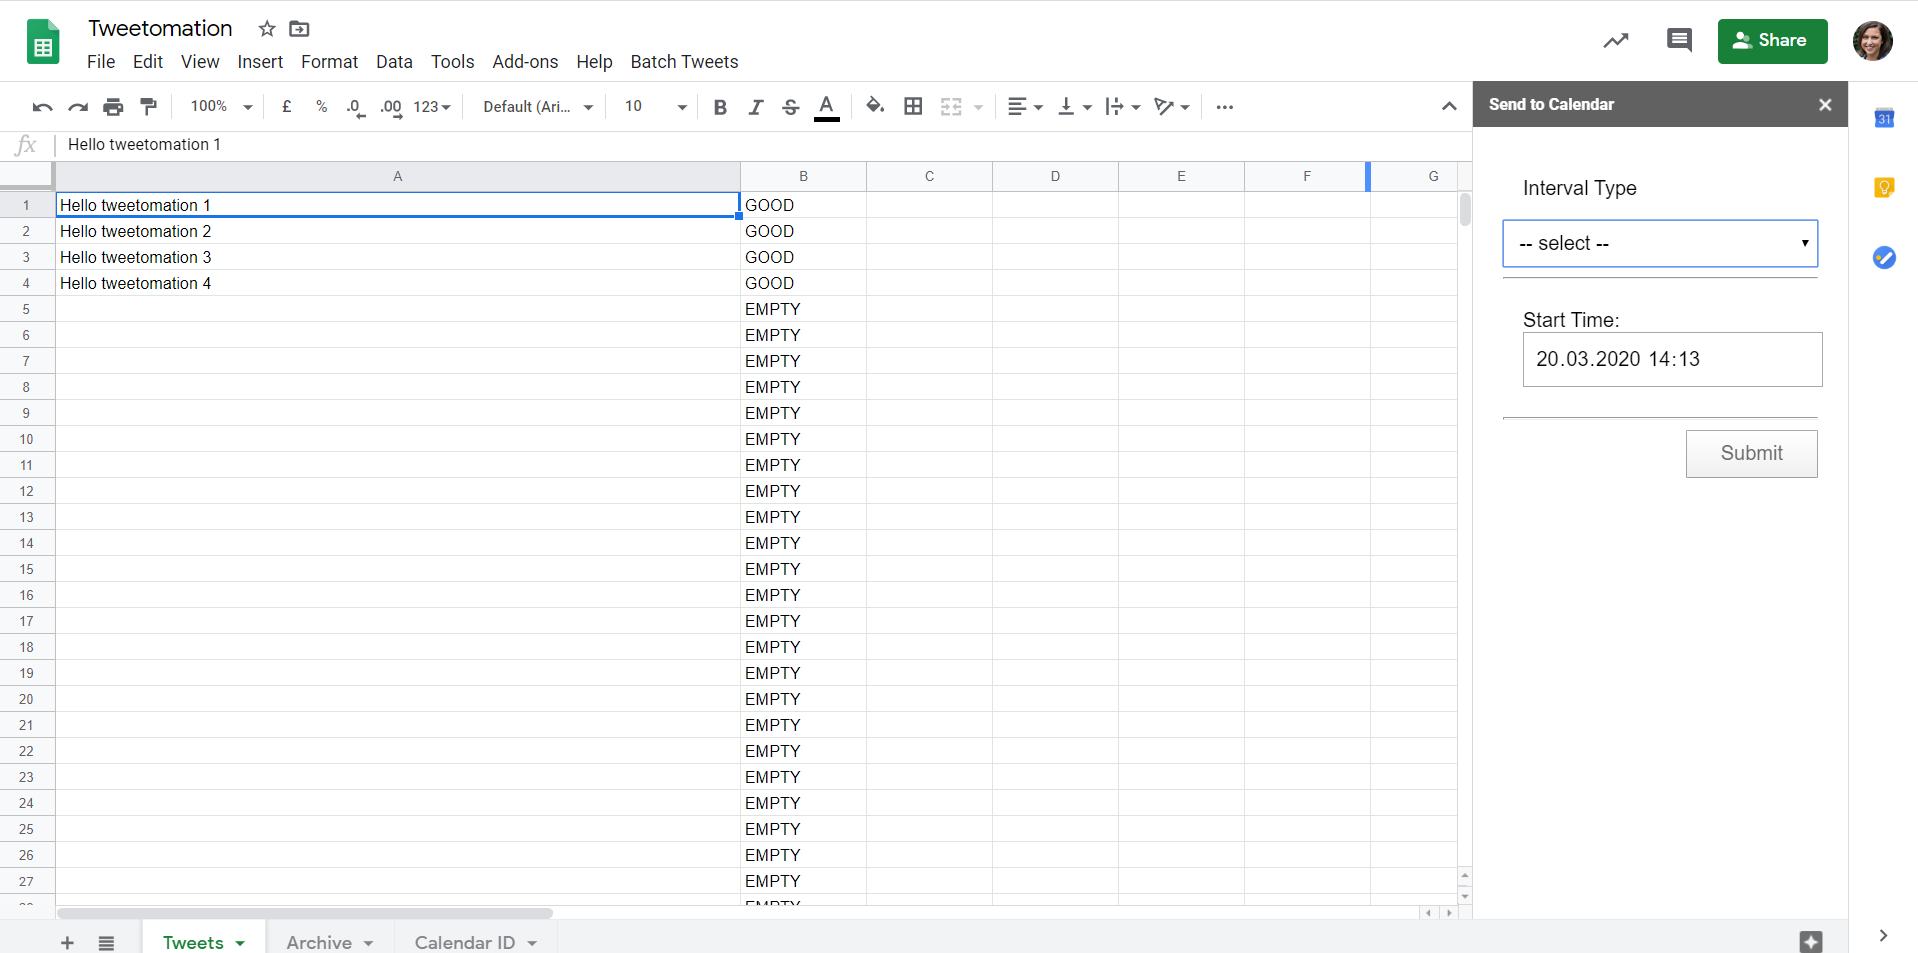 Tweetomation
File Edit View Insert Format Data Tools Add-ons Help Batch Tweets
Share
100% £ % .0 .00 123 Default (Ari... 10 B I S A
Send to Calendar
31
fx Hello tweetomation 1
A B C D E F G
1 Hello tweetomation 1 GOOD
2 Hello tweetomation 2 GOOD
3 Hello tweetomation 3 GOOD
4 Hello tweetomation 4 GOOD
5 EMPTY
6 EMPTY
7 EMPTY
8 EMPTY
9 EMPTY
10 EMPTY
11 EMPTY
12 EMPTY
13 EMPTY
14 EMPTY
15 EMPTY
16 EMPTY
17 EMPTY
18 EMPTY
19 EMPTY
20 EMPTY
21 EMPTY
22 EMPTY
23 EMPTY
24 EMPTY
25 EMPTY
26 EMPTY
27 EMPTY
Interval Type
-- select --
Start Time:
20.03.2020 14:13
Submit
Tweets Archive Calendar ID